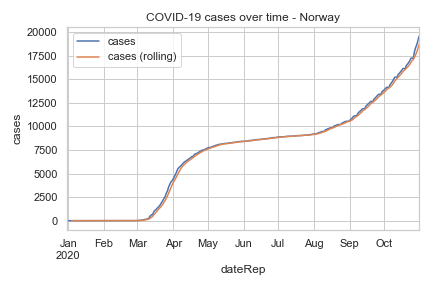 COVID-19 cases over time - Norway
cases
cases (rolling)
20000
17500
15000
12500
10000
7500
5000
2500
0
cases
Jan Feb Mar Apr May Jun Jul Aug Sep Oct
2020
dateRep